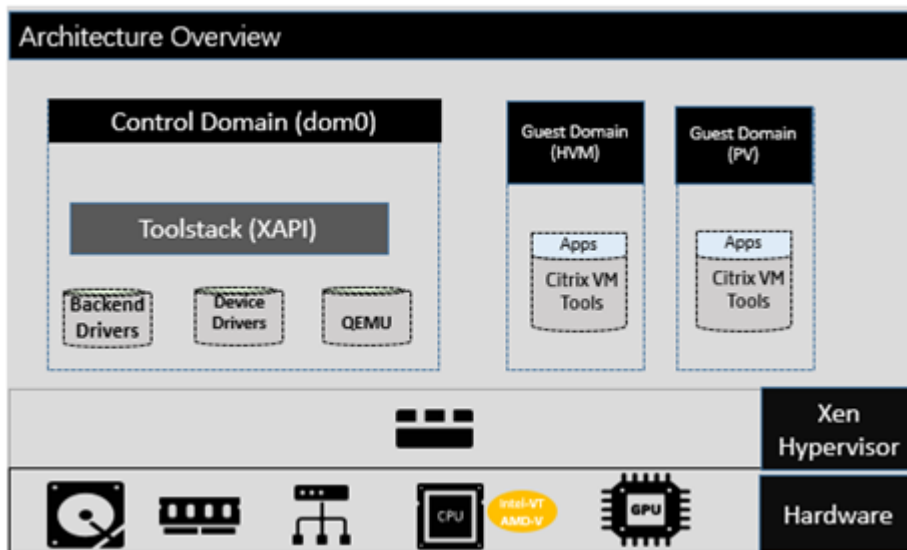 Architecture Overview
Control Domain (dom0)
Toolstack (XAPI)
Backend
Drivers
Device
Drivers
QEMU
Guest Domain
(HVM)
Apps
Citrix VM
Tools
Guest Domain
(PV)
Apps
Citrix VM
Tools
Xen
Hypervisor
CPU
Intel-VT
AMD-V
GPU
Hardware